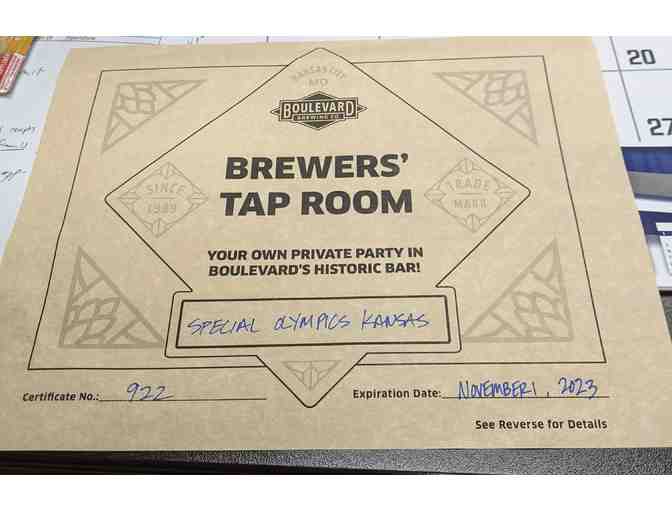 KANSAS CITY
MO
BOULEVARD
BREWING CO.
BREWERS'
TAP ROOM
SINCE
1989
TRADE
MARK
YOUR OWN PRIVATE PARTY IN
BOULEVARD'S HISTORIC BAR!
SPECIAL OLYMPICS KANSAS
Certificate No.: 922
Expiration Date: NOVEMBER 1, 2023
See Reverse for Details
20
27